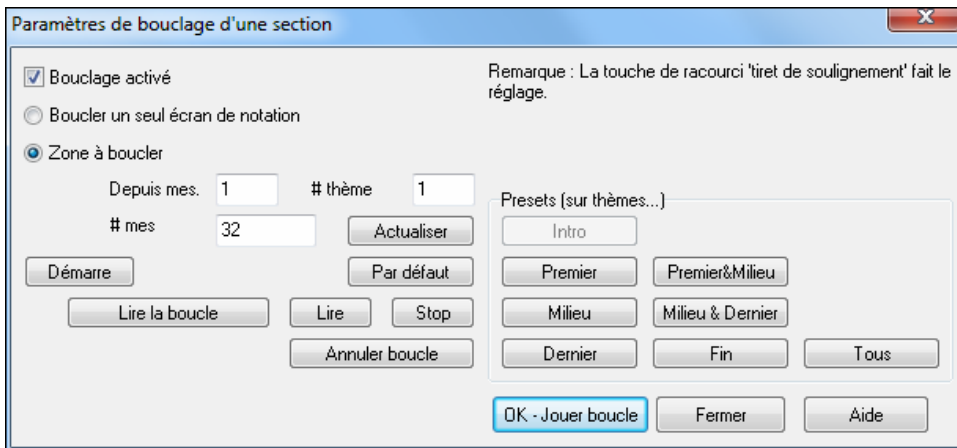 Paramètres de bouclage d'une section
x
Bouclage activé
Boucler un seul écran de notation
Zone à boucler
Depuis mes. 1 # thème 1
# mes 32 Actualiser
Démarre Par défaut
Lire la boucle Lire Stop
Annuler boucle
Remarque : La touche de racourci 'tiret de soulignement' fait le
réglage.
Presets (sur thèmes...)
Intro
Premier Premier&Milieu
Milieu Milieu & Dernier
Dernier Fin Tous
OK - Jouer boucle Fermer Aide